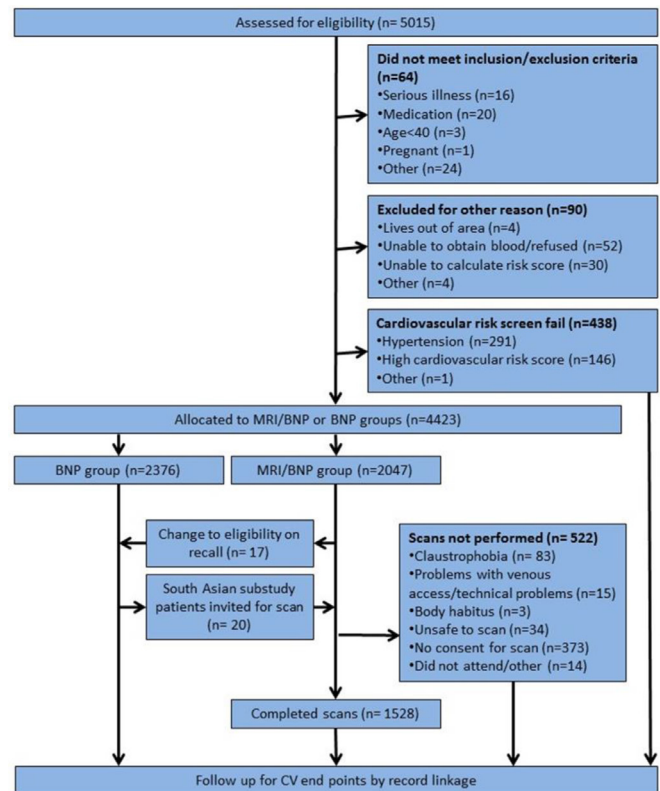 Assessed for eligibility (n= 5015)
Did not meet inclusion/exclusion criteria
(n=64)
•Serious illness (n=16)
•Medication (n=20)
•Age<40 (n=3)
•Pregnant (n=1)
•Other (n=24)
Excluded for other reason (n=90)
•Lives out of area (n=4)
•Unable to obtain blood/refused (n=52)
•Unable to calculate risk score (n=30)
•Other (n=4)
Cardiovascular risk screen fail (n=438)
•Hypertension (n=291)
•High cardiovascular risk score (n=146)
•Other (n=1)
Allocated to MRI/BNP or BNP groups (n=4423)
BNP group (n=2376)
MRI/BNP group (n=2047)
Change to eligibility on
recall (n= 17)
South Asian substudy
patients invited for scan
(n= 20)
Scans not performed (n= 522)
•Claustrophobia (n= 83)
•Problems with venous
access/technical problems (n=15)
•Body habitus (n=3)
•Unsafe to scan (n=34)
•No consent for scan (n=373)
•Did not attend/other (n=14)
Completed scans (n= 1528)
Follow up for CV end points by record linkage